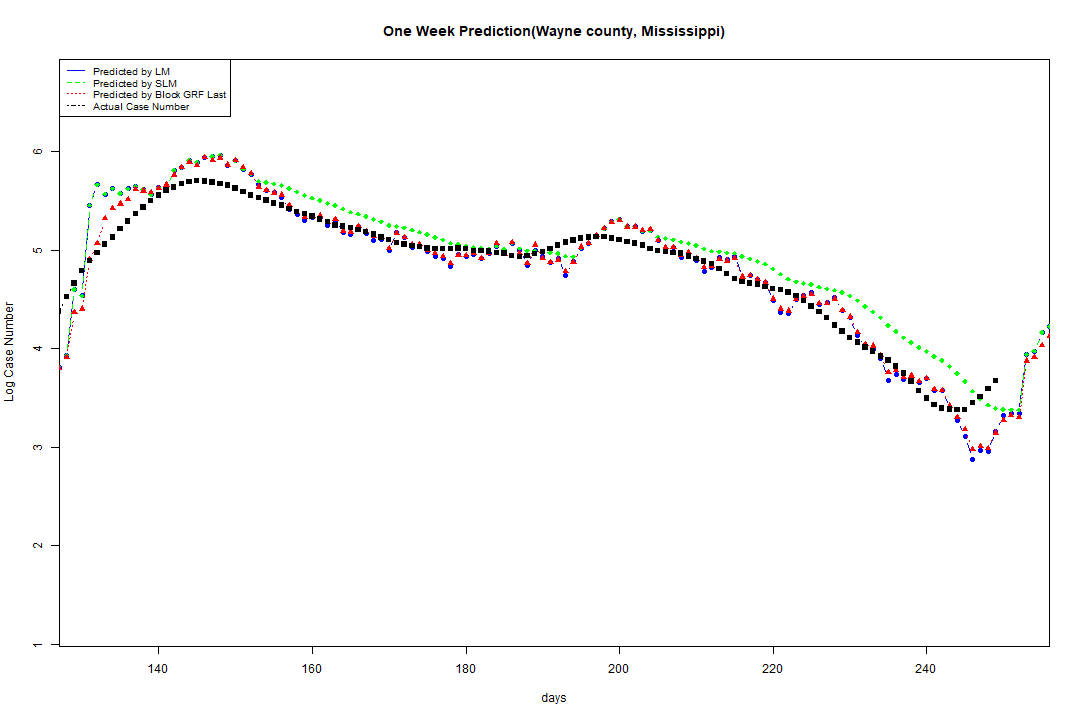 One Week Prediction(Wayne county, Mississippi)
Predicted by LM
Predicted by SLM
Predicted by Block GRF Last
Actual Case Number
6
5
4
3
2
1
Log Case Number
140 160 180 200 220 240
days